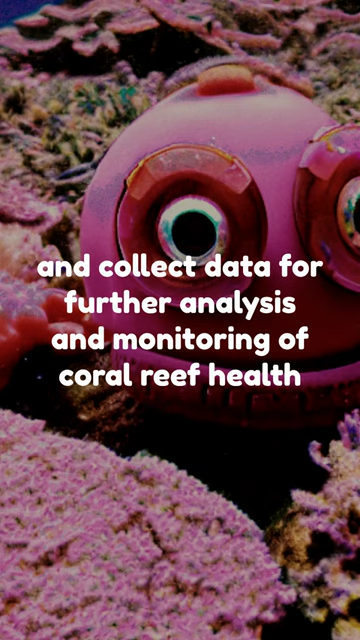 and collect data for
further analysis
and monitoring of
coral reef health